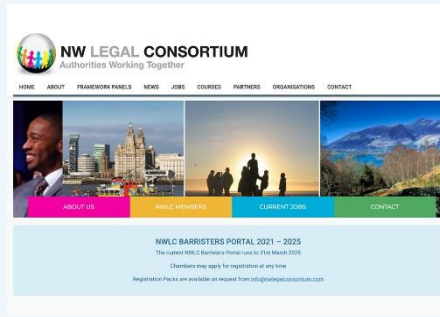 NW LEGAL CONSORTIUM
Authorities Working Together
HOME ABOUT FRAMEWORK PANELS NEWS JOBS COURSES PARTNERS ORGANISATIONS CONTACT
ABOUT US NWLC MEMBERS CURRENT JOBS CONTACT
NWLC BARRISTERS PORTAL 2021 – 2025
The current NWLC Barristers Portal runs to 31st March 2025
Chambers may apply for registration at any time
Registration Packs are available on request from info@nwlegalconsortium.com